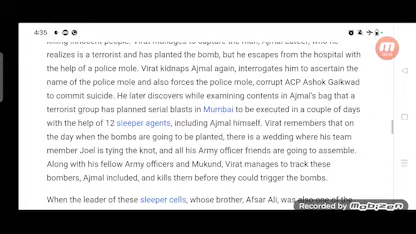 4:35
killing innocent people. Virat manages to capture the man, Ajmal Lateef, who he
realizes is a terrorist and had planted the bomb, but he escapes from the hospital with
the help of a police mole. Virat kidnaps Ajmal again, interrogates him to ascertain the
name of the police mole and also forces the police mole, corrupt ACP Ashok Gaikwad
to commit suicide. He later discovers while examining contents in Ajmal's bag that a
terrorist group has planned serial blasts in Mumbai to be executed in a couple of days
with the help of 12 sleeper agents, including Ajmal himself. Virat remembers that on
the day when the bombs are going to be planted, there is a wedding where his team
member Joel is tying the knot, and all his Army officer friends are going to assemble.
Along with his fellow Army officers and Mukund, Virat manages to track these
bombers, Ajmal included, and kills them before they could trigger the bombs.
When the leader of these sleeper cells, whose brother, Afsar Ali, was also one of the
Recorded by Mobizen